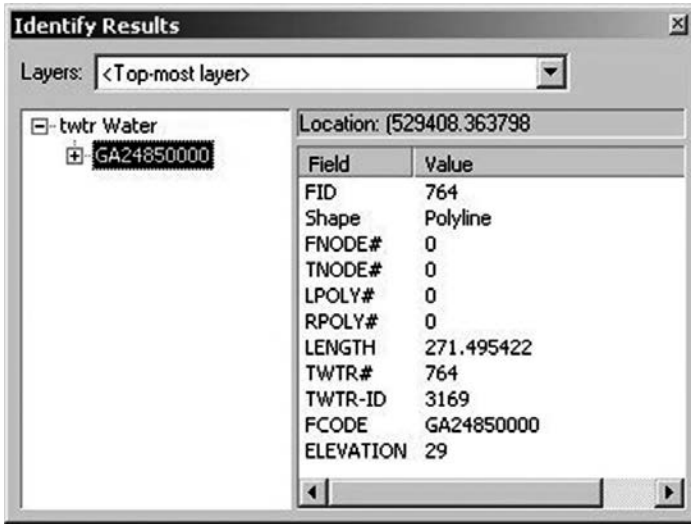 Identify Results
Layers: <Top-most layer>
twtr Water
GA24850000
Location: (529408.363798
Field Value
FID 764
Shape Polyline
FNODE# 0
TNODE# 0
LPOLY# 0
RPOLY# 0
LENGTH 271.495422
TWTR# 764
TWTR-ID 3169
FCODE GA24850000
ELEVATION 29